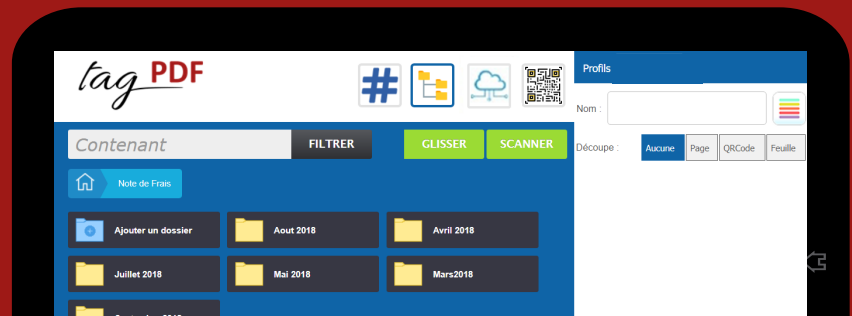 tag PDF
#
Profils
Nom :
Contenant
FILTRER
GLISSER
SCANNER
Découpe :
Aucune
Page
QRCode
Feuille
Note de Frais
Ajouter un dossier
Aout 2018
Avril 2018
Juillet 2018
Mai 2018
Mars2018